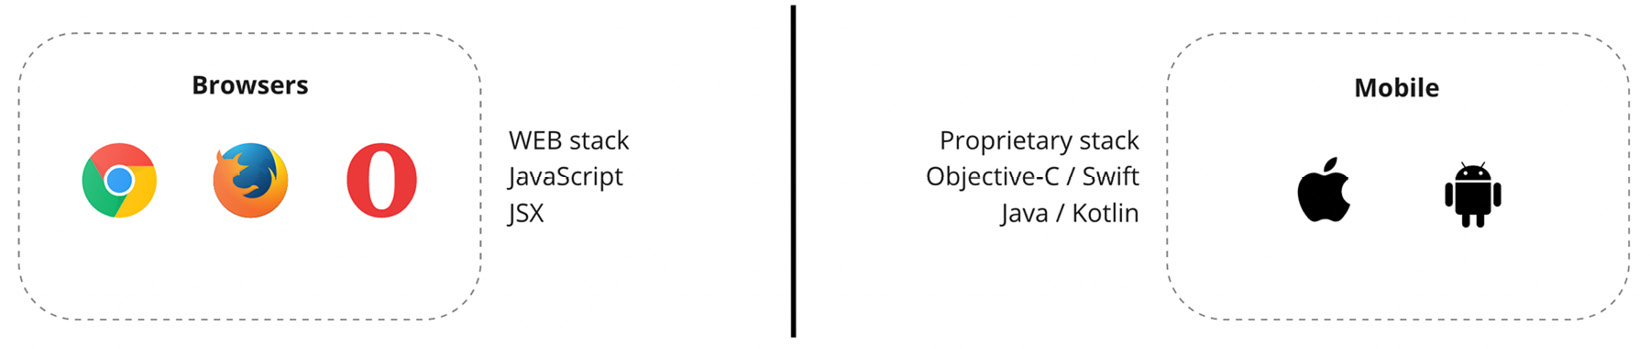 Browsers
WEB stack
JavaScript
JSX
Proprietary stack
Objective-C / Swift
Java / Kotlin
Mobile